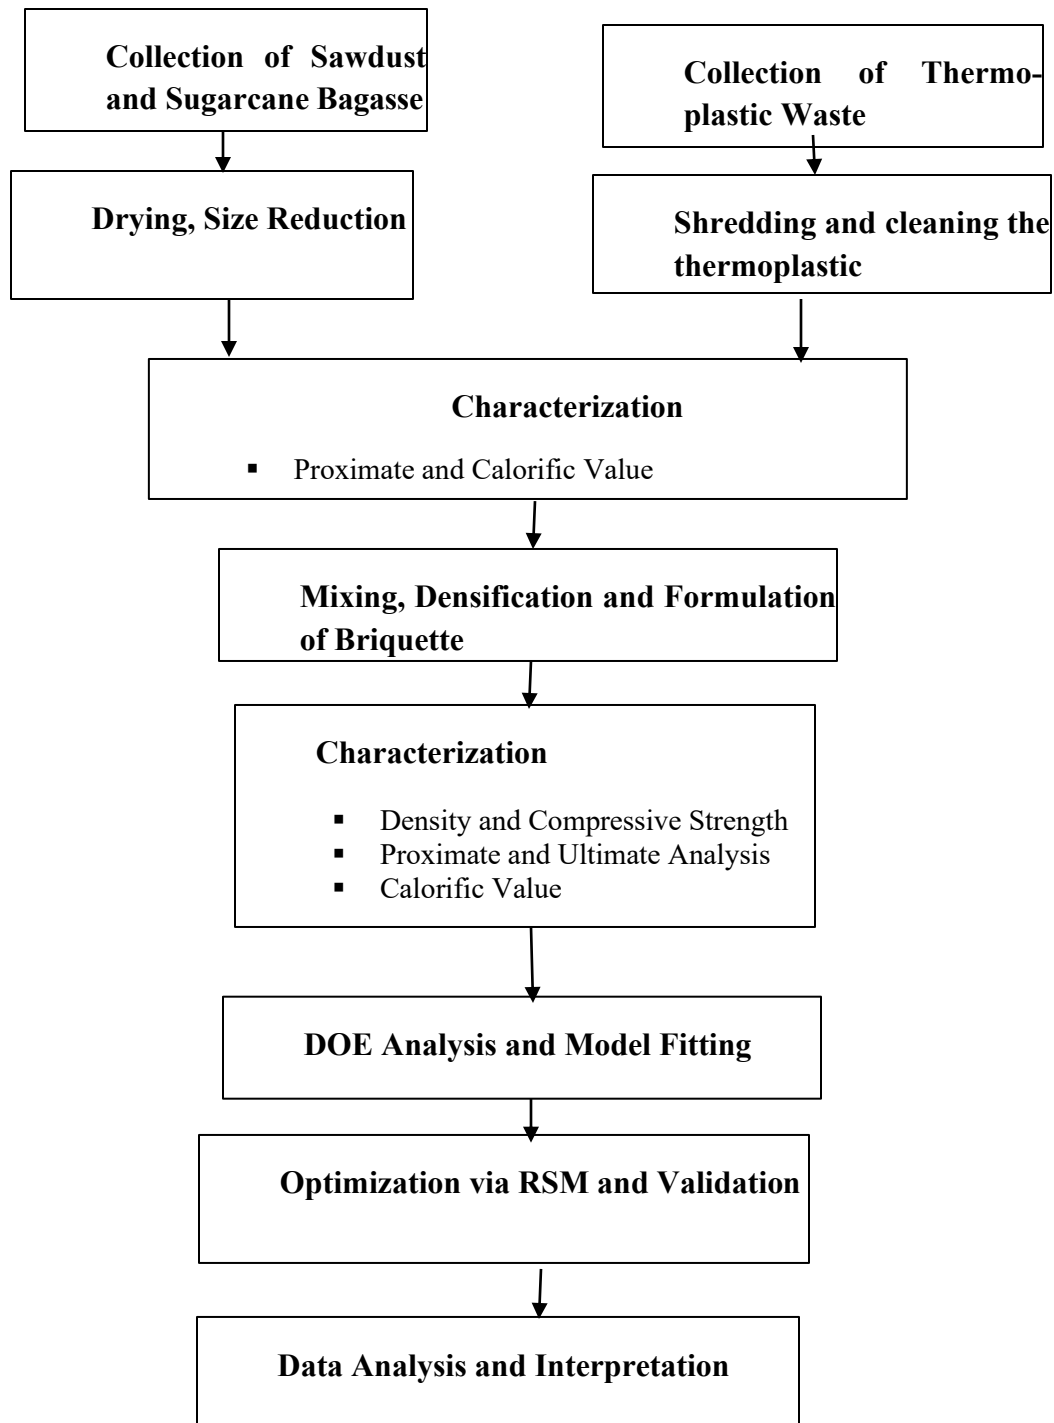 Collection of Sawdust
and Sugarcane Bagasse
Collection of Thermo-
plastic Waste
Drying, Size Reduction
Shredding and cleaning the
thermoplastic
Characterization
▪ Proximate and Calorific Value
Mixing, Densification and Formulation
of Briquette
Characterization
▪ Density and Compressive Strength
▪ Proximate and Ultimate Analysis
▪ Calorific Value
DOE Analysis and Model Fitting
Optimization via RSM and Validation
Data Analysis and Interpretation